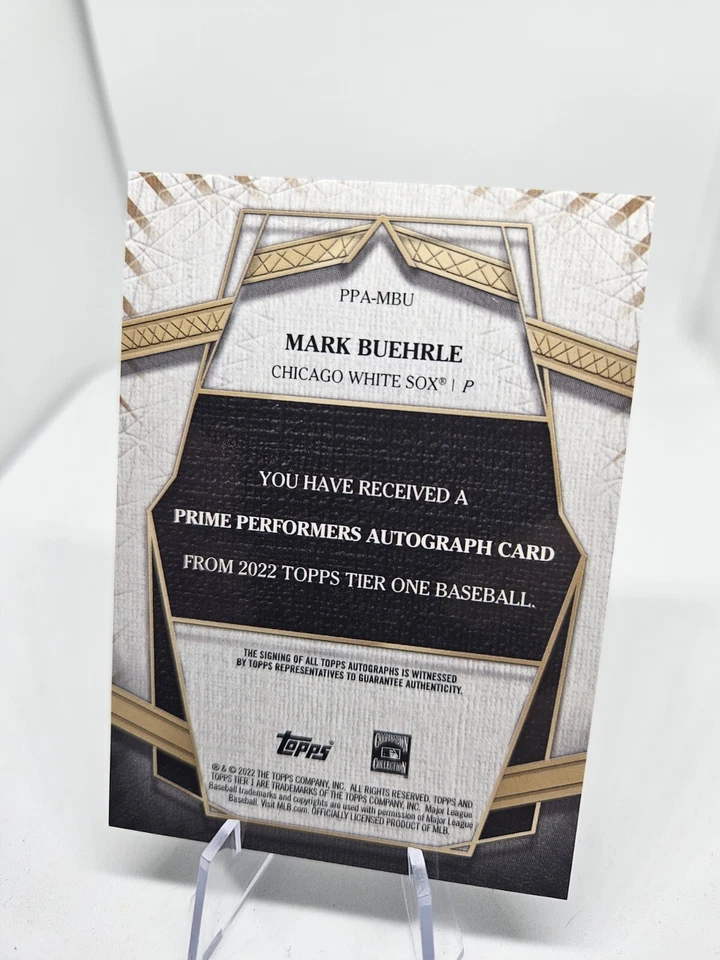 PPA-MBU
MARK BUEHRLE
CHICAGO WHITE SOX® | P
YOU HAVE RECEIVED A
PRIME PERFORMERS AUTOGRAPH CARD
FROM 2022 TOPPS TIER ONE BASEBALL.
THE SIGNING OF ALL TOPPS AUTOGRAPHS IS WITNESSED
BY TOPPS REPRESENTATIVES TO GUARANTEE AUTHENTICITY.
topps®
COOPERSTOWN
COLLECTION
® & © 2022 THE TOPPS COMPANY, INC. ALL RIGHTS RESERVED. TOPPS AND
TOPPS TIER 1 ARE TRADEMARKS OF THE TOPPS COMPANY, INC. Major League
Baseball trademarks and copyrights are used with permission of Major League
Baseball. Visit MLB.com. OFFICIALLY LICENSED PRODUCT OF MLB.